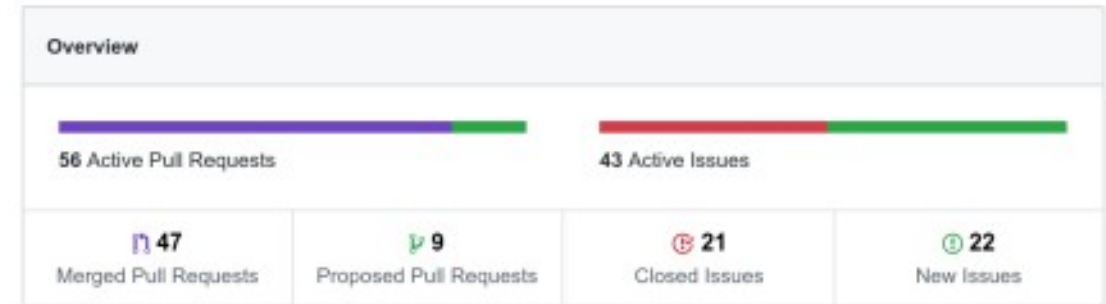 Overview
56 Active Pull Requests
43 Active Issues
47
Merged Pull Requests
9
Proposed Pull Requests
21
Closed Issues
22
New Issues